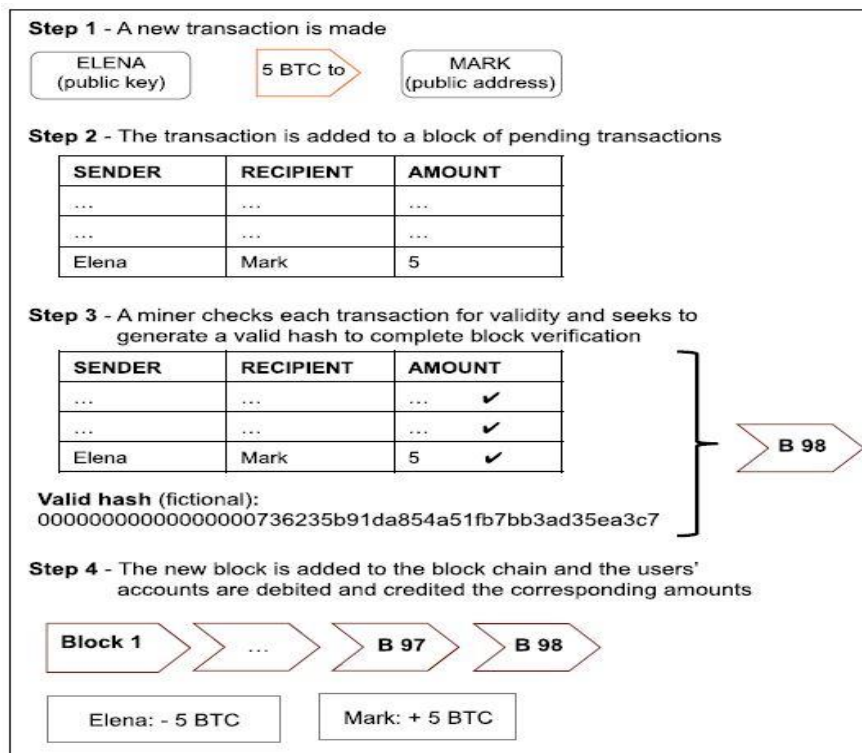 Step 1 - A new transaction is made
ELENA
(public key)
5 BTC to
MARK
(public address)
Step 2 - The transaction is added to a block of pending transactions
SENDER RECIPIENT AMOUNT
... ... ...
... ... ...
Elena Mark 5
Step 3 - A miner checks each transaction for validity and seeks to
generate a valid hash to complete block verification
SENDER RECIPIENT AMOUNT
... ... ... ✔
... ... ... ✔
Elena Mark 5 ✔
B 98
Valid hash (fictional):
00000000000000000736235b91da854a51fb7bb3ad35ea3c7
Step 4 - The new block is added to the block chain and the users'
accounts are debited and credited the corresponding amounts
Block 1 ... B 97 B 98
Elena: - 5 BTC Mark: + 5 BTC